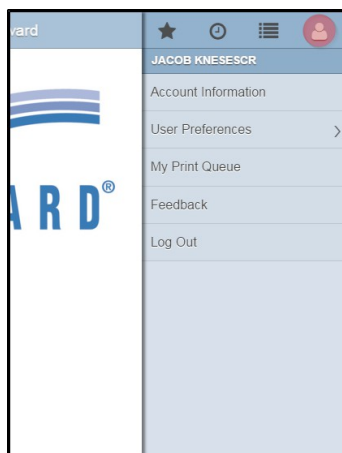 vard
JACOB KNESESCR
Account Information
User Preferences
My Print Queue
Feedback
Log Out
ARD®